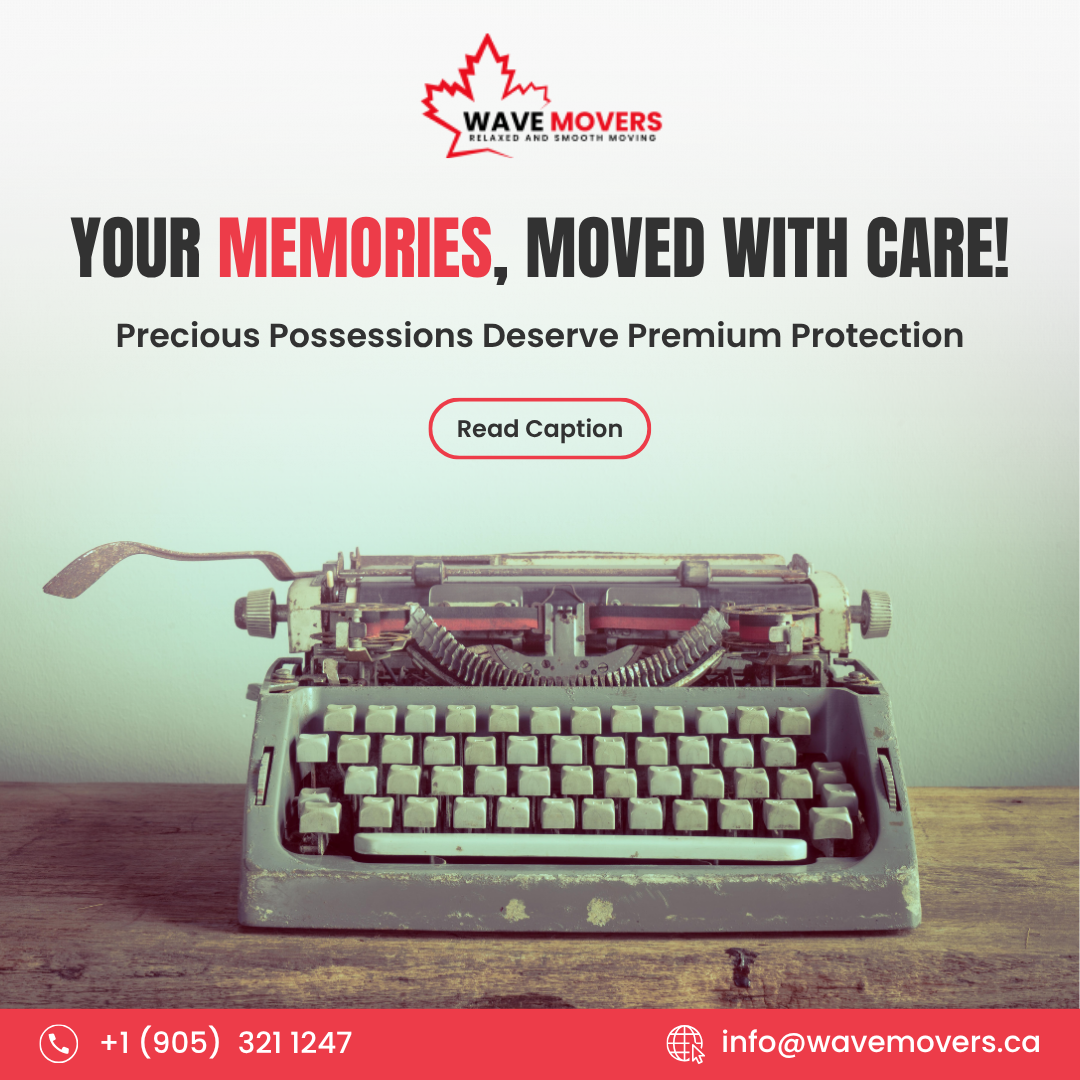 WAVE MOVERS
RELAXED AND SMOOTH MOVING
YOUR MEMORIES, MOVED WITH CARE!
Precious Possessions Deserve Premium Protection
Read Caption
+1 (905) 321 1247
info@wavemovers.ca